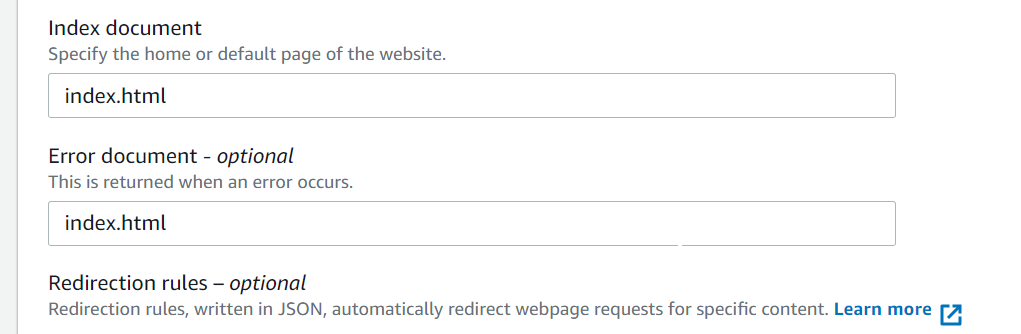 Index document
Specify the home or default page of the website.
index.html
Error document - optional
This is returned when an error occurs.
index.html
Redirection rules – optional
Redirection rules, written in JSON, automatically redirect webpage requests for specific content. Learn more